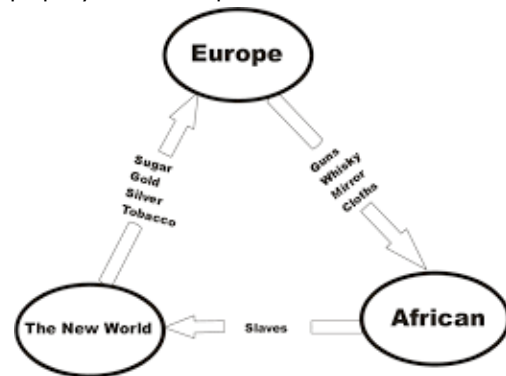 Europe
Guns
Whisky
Mirror
Cloths
Sugar
Gold
Silver
Tobacco
The New World
Slaves
African